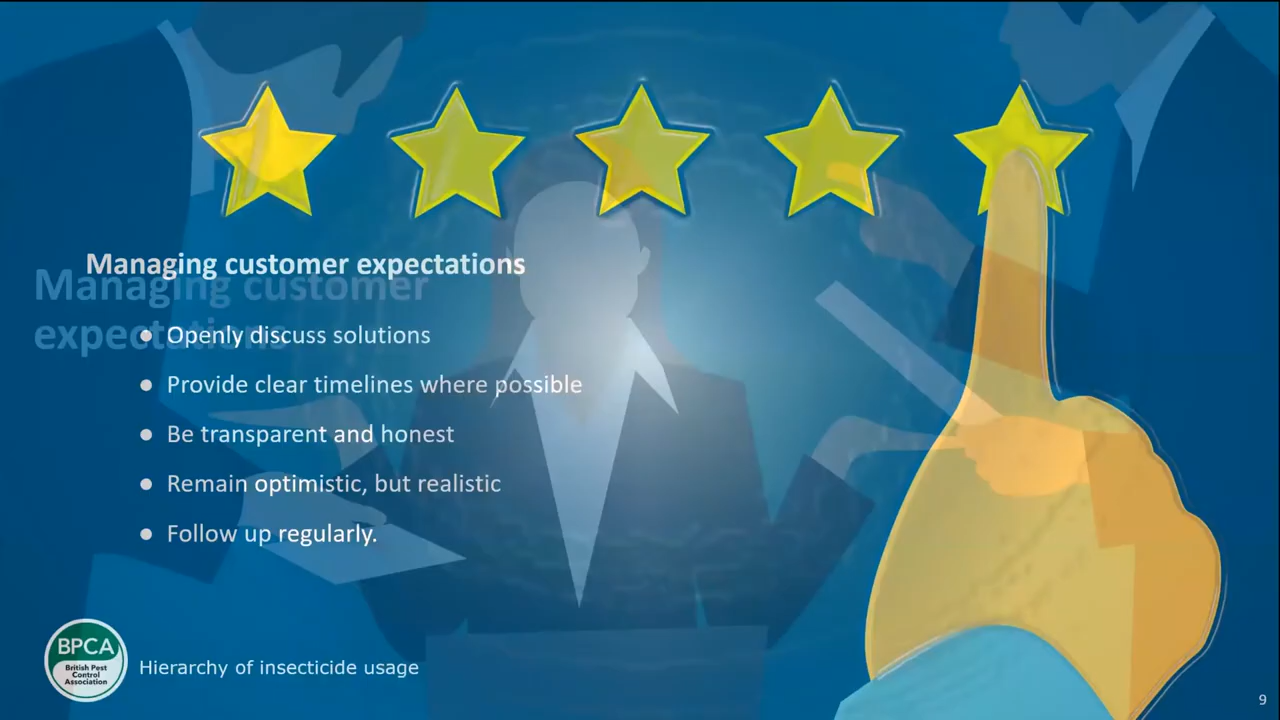 Managing customer expectations
Managing customer
expectations
● Openly discuss solutions
● Provide clear timelines where possible
● Be transparent and honest
● Remain optimistic, but realistic
● Follow up regularly.
BPCA
British Pest
Control
Association
Hierarchy of insecticide usage
9